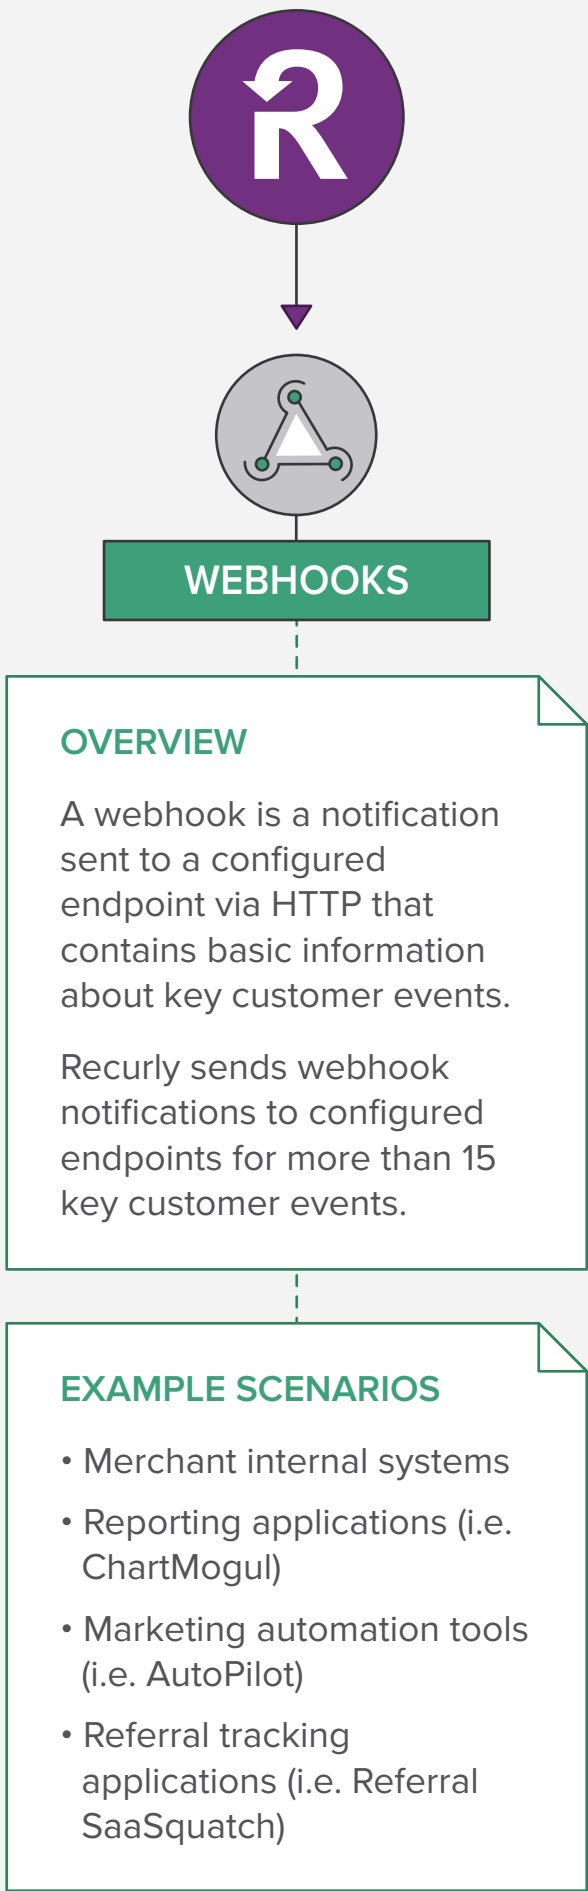 R
WEBHOOKS
OVERVIEW
A webhook is a notification
sent to a configured
endpoint via HTTP that
contains basic information
about key customer events.
Recurly sends webhook
notifications to configured
endpoints for more than 15
key customer events.
EXAMPLE SCENARIOS
• Merchant internal systems
• Reporting applications (i.e.
ChartMogul)
• Marketing automation tools
(i.e. AutoPilot)
• Referral tracking
applications (i.e. Referral
SaaSquatch)